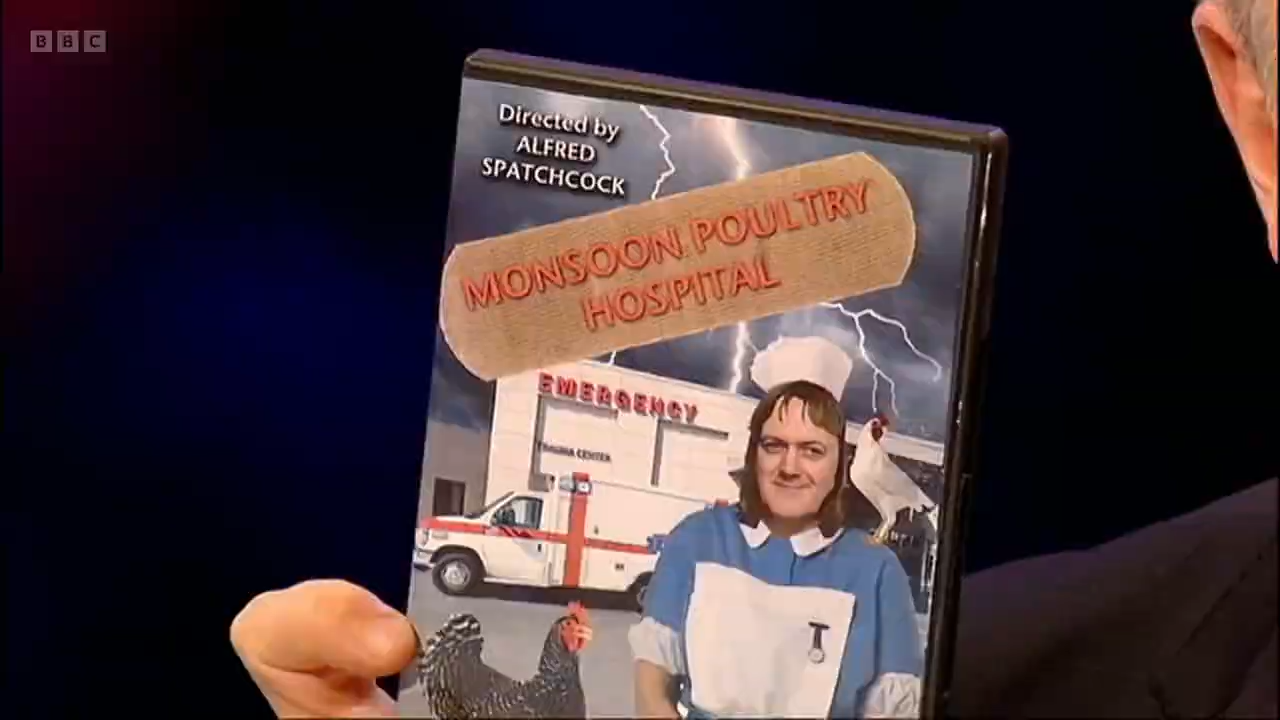 BBC
Directed by
ALFRED
SPATCHCOCK
MONSOON POULTRY
HOSPITAL
EMERGENCY
TRAUMA CENTER